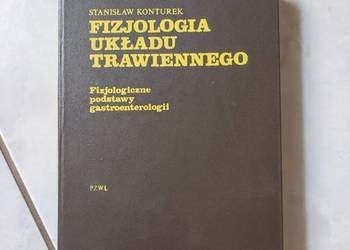 STANISŁAW KONTUREK
FIZJOLOGIA
UKŁADU
TRAWIENNEGO
Fizjologiczne
podstawy
gastroenterologii
PZWL